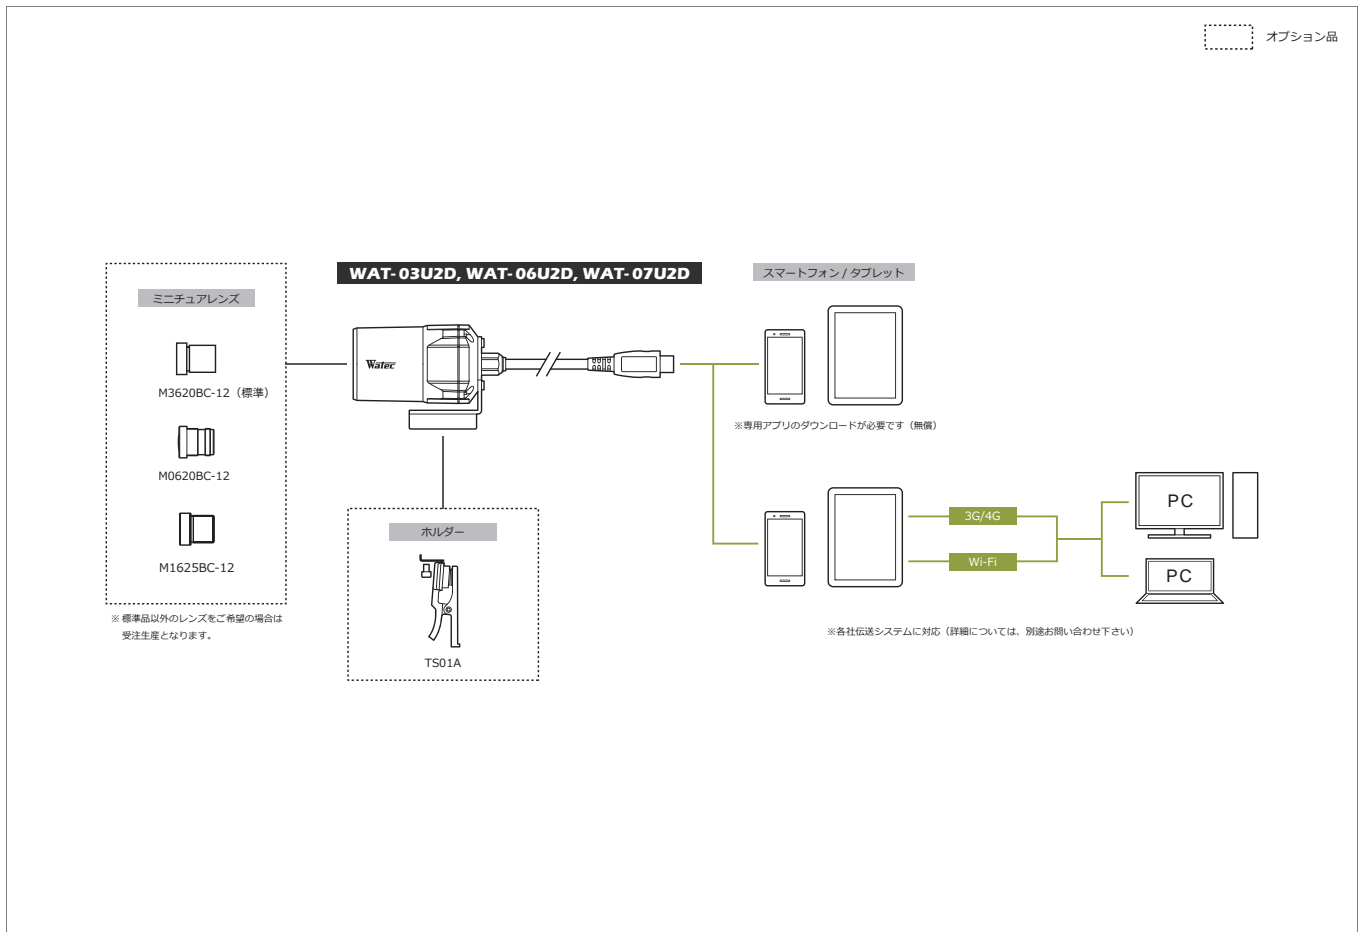 オプション品
WAT-03U2D, WAT-06U2D, WAT-07U2D
スマートフォン / タブレット
ミニチュアレンズ
M3620BC-12（標準）
M0620BC-12
M1625BC-12
※ 標準品以外のレンズをご希望の場合は
受注生産となります。
Watec
ホルダー
TS01A
※専用アプリのダウンロードが必要です（無償）
3G/4G
Wi-Fi
PC
PC
※各社伝送システムに対応（詳細については、別途お問い合わせ下さい）